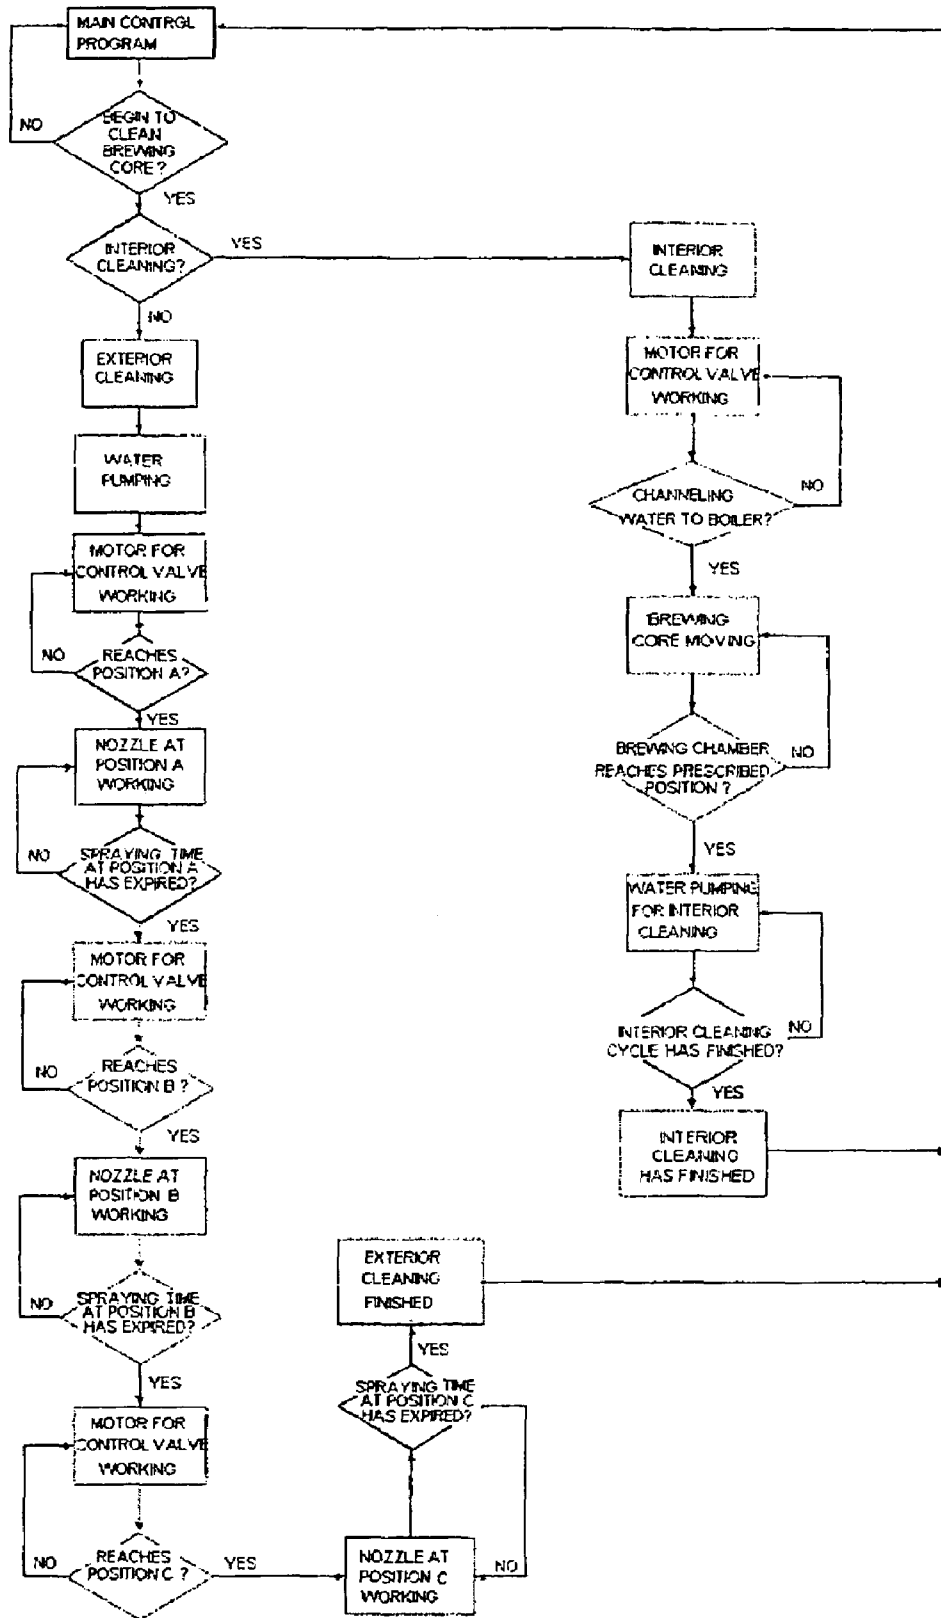 MAIN CONTROL
PROGRAM
NO
BEGIN TO
CLEAN
BREWING
CORE?
YES
INTERIOR
CLEANING?
YES
NO
EXTERIOR
CLEANING
WATER
PUMPING
MOTOR FOR
CONTROL VALVE
WORKING
NO
REACHES
POSITION A?
YES
NOZZLE AT
POSITION A
WORKING
NO
SPRAYING TIME
AT POSITION A
HAS EXPIRED?
YES
MOTOR FOR
CONTROL VALVE
WORKING
NO
REACHES
POSITION B?
YES
NOZZLE AT
POSITION B
WORKING
NO
SPRAYING TIME
AT POSITION B
HAS EXPIRED?
YES
MOTOR FOR
CONTROL VALVE
WORKING
NO
REACHES
POSITION C?
YES
NOZZLE AT
POSITION C
WORKING
NO
SPRAYING TIME
AT POSITION C
HAS EXPIRED?
YES
EXTERIOR
CLEANING
FINISHED
INTERIOR
CLEANING
MOTOR FOR
CONTROL VALVE
WORKING
NO
CHANNELING
WATER TO BOILER?
YES
BREWING
CORE MOVING
NO
BREWING CHAMBER
REACHES PRESCRIBED
POSITION?
YES
WATER PUMPING
FOR INTERIOR
CLEANING
NO
INTERIOR CLEANING
CYCLE HAS FINISHED?
YES
INTERIOR
CLEANING
HAS FINISHED